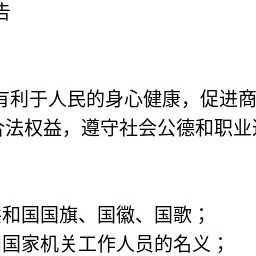 告
有利于人民的身心健康，促进商
合法权益，遵守社会公德和职业
和国国旗、国徽、国歌；
国家机关工作人员的名义；